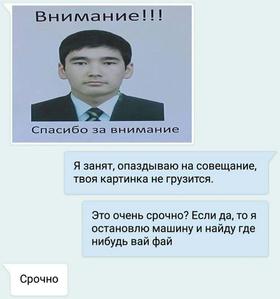 Внимание!!!
Спасибо за внимание
Я занят, опаздываю на совещание,
твоя картинка не грузится.
Это очень срочно? Если да, то я
остановлю машину и найду где
нибудь вай фай
Срочно